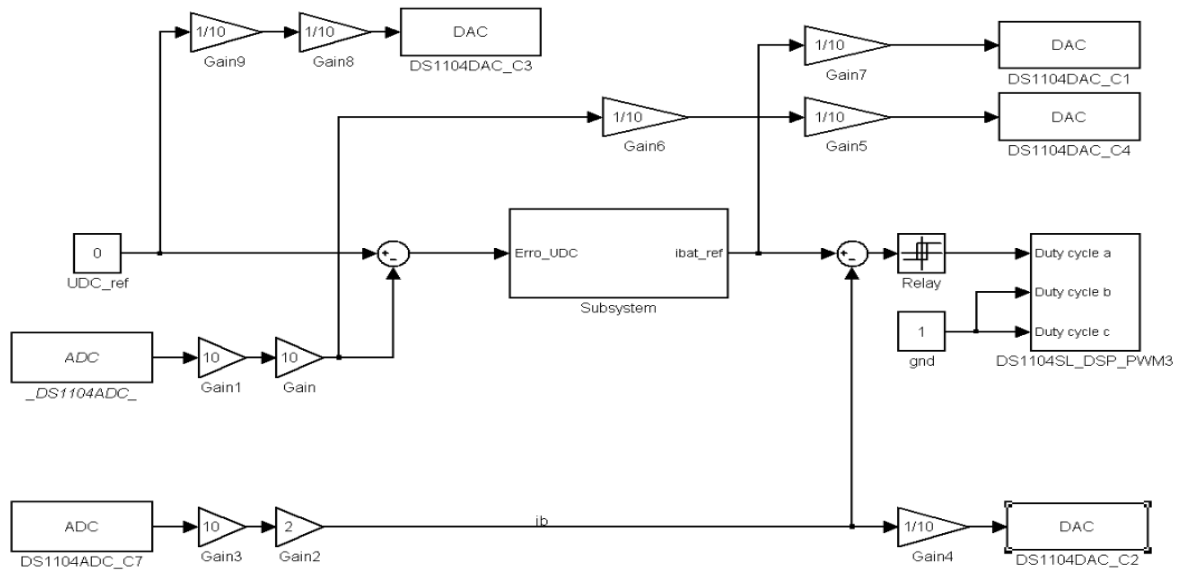 1/10
Gain9
1/10
Gain8
DAC
DS1104DAC_C3
1/10
Gain7
DAC
DS1104DAC_C1
1/10
Gain6
1/10
Gain5
DAC
DS1104DAC_C4
0
UDC_ref
+
-
Erro_UDC
ibat_ref
Subsystem
+
-
Relay
Duty cycle a
Duty cycle b
Duty cycle c
DS1104SL_DSP_PWM3
1
gnd
ADC
_DS1104ADC_
10
Gain1
10
Gain
ADC
DS1104ADC_C7
10
Gain3
2
Gain2
ib
1/10
Gain4
DAC
DS1104DAC_C2